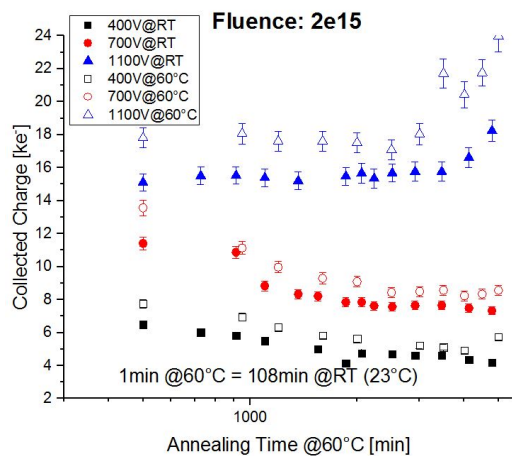 Fluence: 2e15
400V@RT
700V@RT
1100V@RT
400V@60°C
700V@60°C
1100V@60°C
24
22
20
18
16
14
12
10
8
6
4
2
Collected Charge [ke⁻]
1min @60°C = 108min @RT (23°C)
1000
Annealing Time @60°C [min]